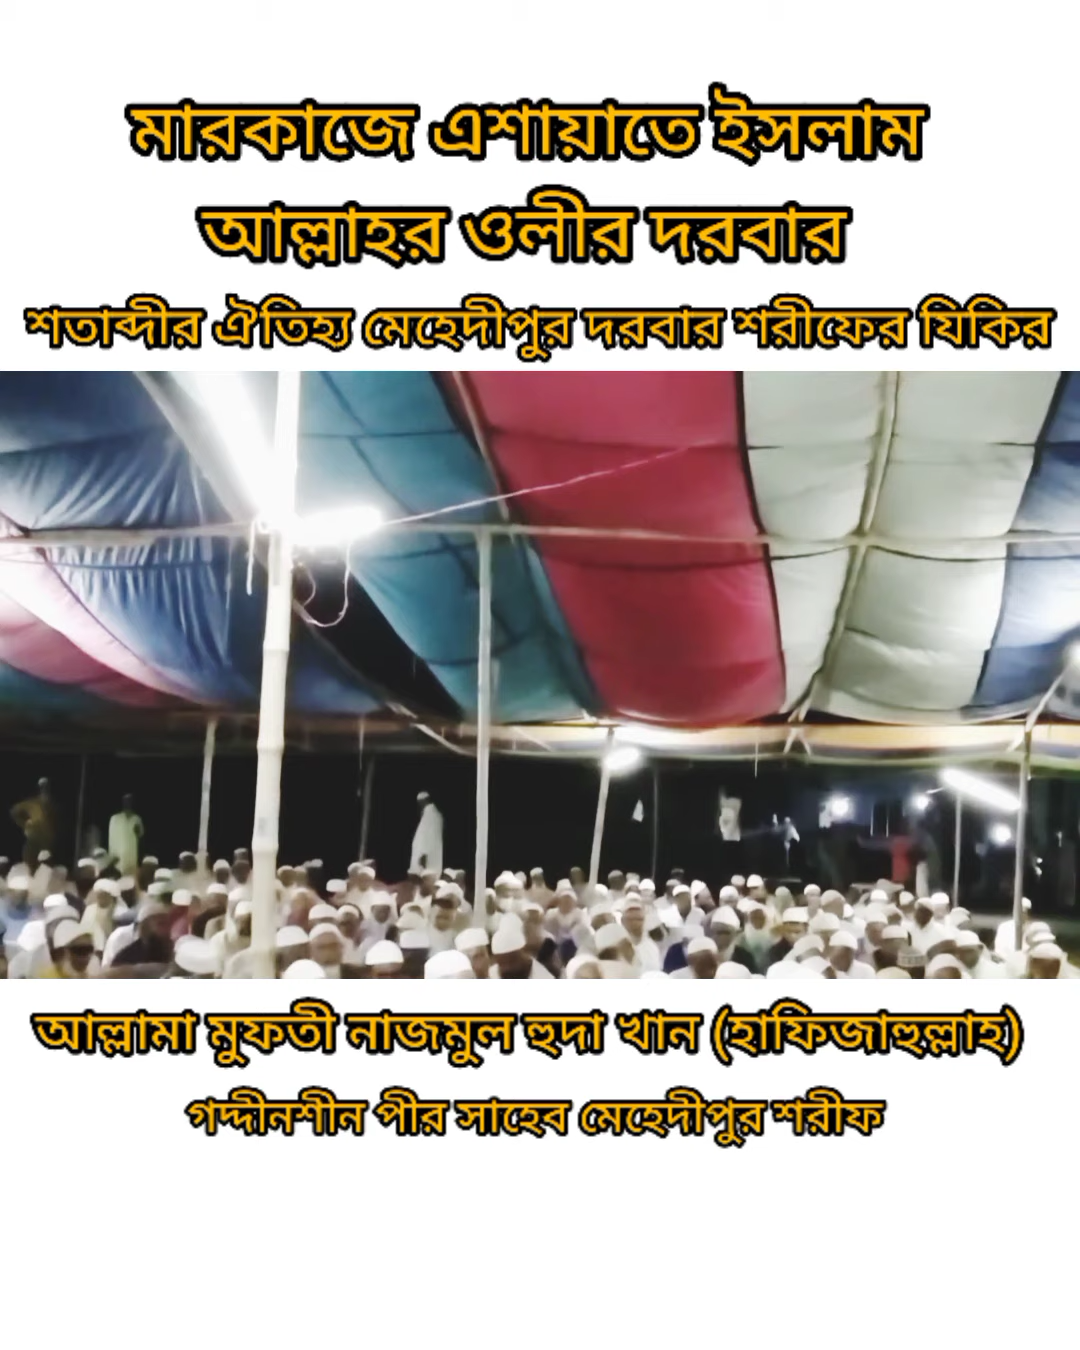 মারকাজে এশায়াতে ইসলাম
আল্লাহর ওলীর দরবার
শতাব্দীর ঐতিহ্য মেহেদীপুর দরবার শরীফের যিকির
আল্লামা মুফতী নাজমুল হুদা খান (হাফিজাহুল্লাহ)
গদ্দীনশীন পীর সাহেব মেহেদীপুর শরীফ